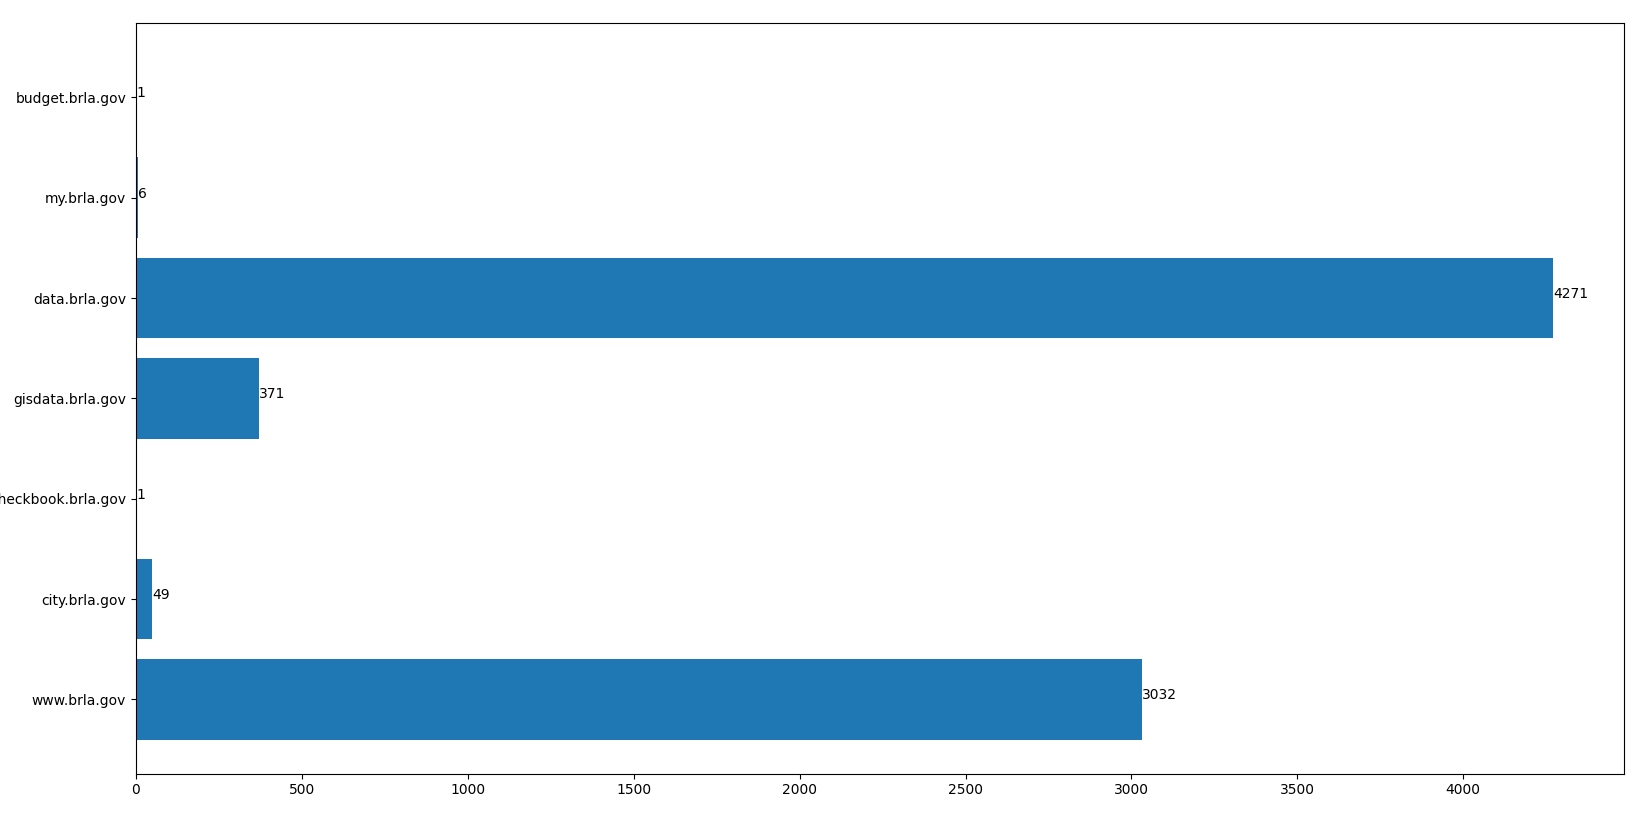 budget.brla.gov 1
my.brla.gov 6
data.brla.gov 4271
gisdata.brla.gov 371
heckbook.brla.gov 1
city.brla.gov 49
www.brla.gov 3032
0 500 1000 1500 2000 2500 3000 3500 4000